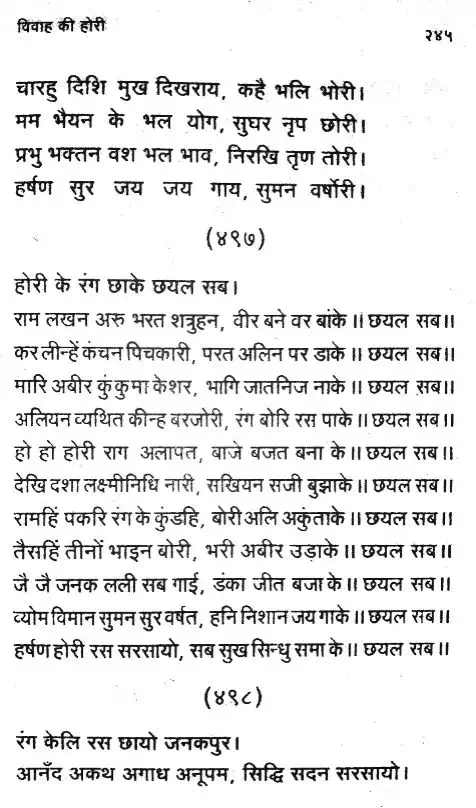 विवाह की होरी
२४५
चारहु दिशि मुख दिखराय, कहै भलि भोरी।
मम भैयन के भल योग, सुघर नृप छोरी।
प्रभु भक्तन वश भल भाव, निरखि तृण तोरी।
हर्षण सुर जय जय गाय, सुमन वर्षोरी।
(४९७)
होरी के रंग छाके छयल सब।
राम लखन अरु भरत शत्रुहन, वीर बने वर बांके॥ छयल सब॥
कर लीन्हें कंचन पिचकारी, परत अलिन पर डाके॥ छयल सब॥
मारि अबीर कुंकुमा केशर, भागि जातनिज नाके॥ छयल सब॥
अलियन व्यथित कीन्ह बरजोरी, रंग बोरि रस पाके॥ छयल सब॥
हो हो होरी राग अलापत, बाजे बजत बना के॥ छयल सब॥
देखि दशा लक्ष्मीनिधि नारी, सखियन सजी बुझाके॥ छयल सब॥
रामहिं पकरि रंग के कुंडहि, बोरी अलि अकुंताके॥ छयल सब॥
तैसहिं तीनों भाइन बोरी, भरी अबीर उड़ाके॥ छयल सब॥
जै जै जनक लली सब गाई, डंका जीत बजा के॥ छयल सब॥
व्योम विमान सुमन सुर वर्षत, हनि निशान जय गाके॥ छयल सब॥
हर्षण होरी रस सरसायो, सब सुख सिन्धु समा के॥ छयल सब॥
(४९८)
रंग केलि रस छायो जनकपुर।
आनँद अकथ अगाध अनूपम, सिद्धि सदन सरसायो।